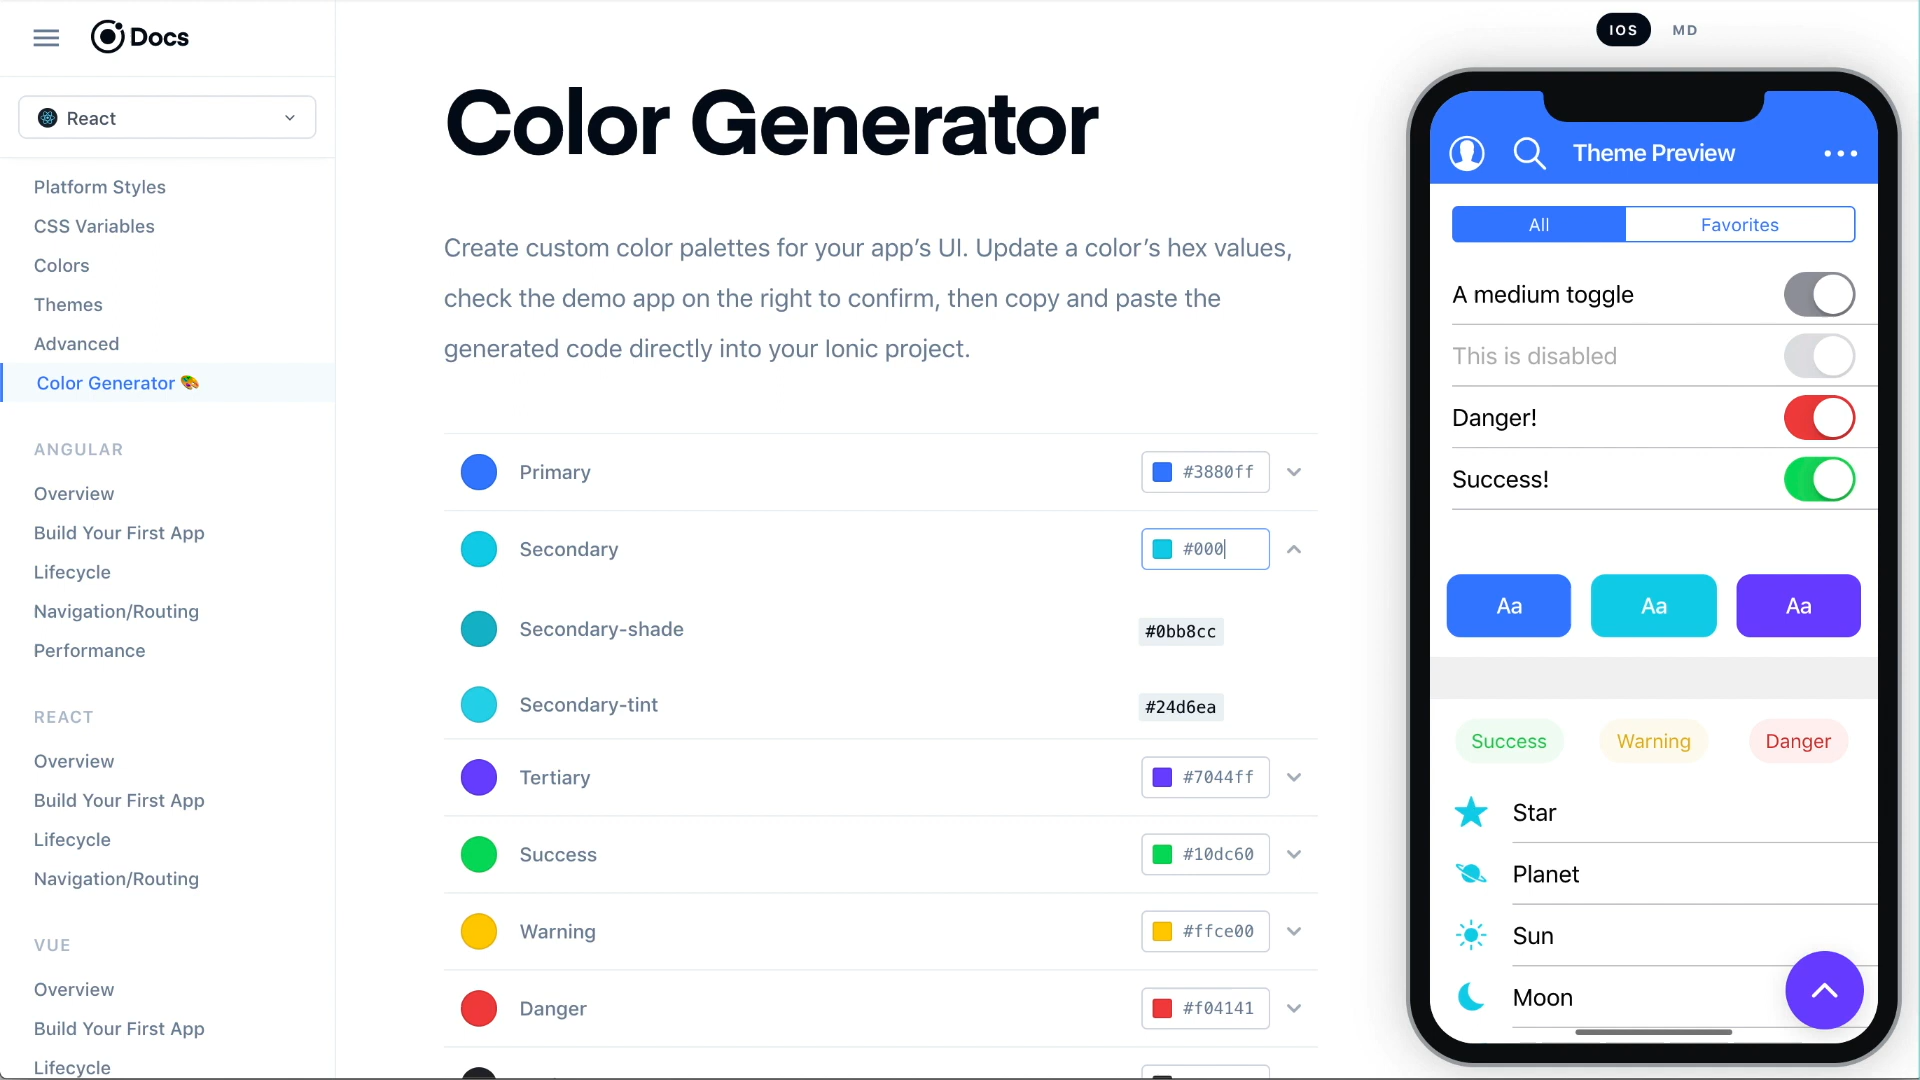 Docs
React
Platform Styles
CSS Variables
Colors
Themes
Advanced
Color Generator
ANGULAR
Overview
Build Your First App
Lifecycle
Navigation/Routing
Performance
REACT
Overview
Build Your First App
Lifecycle
Navigation/Routing
VUE
Overview
Build Your First App
Lifecycle
Color Generator
Create custom color palettes for your app’s UI. Update a color’s hex values,
check the demo app on the right to confirm, then copy and paste the
generated code directly into your Ionic project.
Primary #3880ff
Secondary #000
Secondary-shade #0bb8cc
Secondary-tint #24d6ea
Tertiary #7044ff
Success #10dc60
Warning #ffce00
Danger #f04141
IOS MD
Theme Preview
All Favorites
A medium toggle
This is disabled
Danger!
Success!
Aa Aa Aa
Success Warning Danger
Star
Planet
Sun
Moon